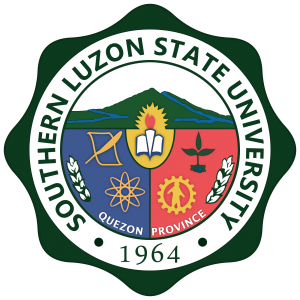 SOUTHERN LUZON STATE UNIVERSITY
QUEZON PROVINCE
• 1964 •